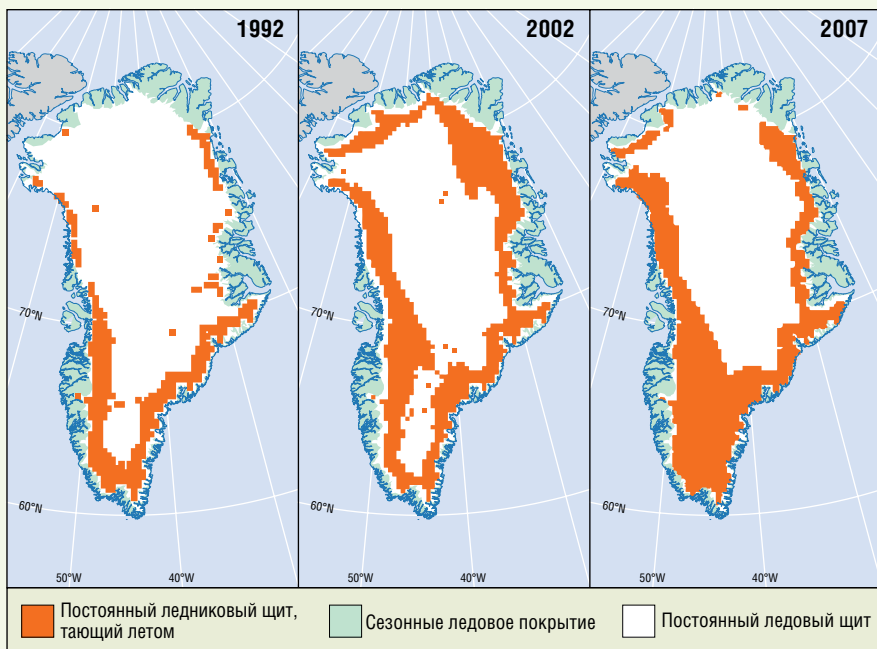 1992
2002
2007
70°N
70°N
70°N
60°N
60°N
60°N
50°W
40°W
50°W
40°W
50°W
40°W
Постоянный ледниковый щит,
тающий летом
Сезонные ледовое покрытие
Постоянный ледовый щит